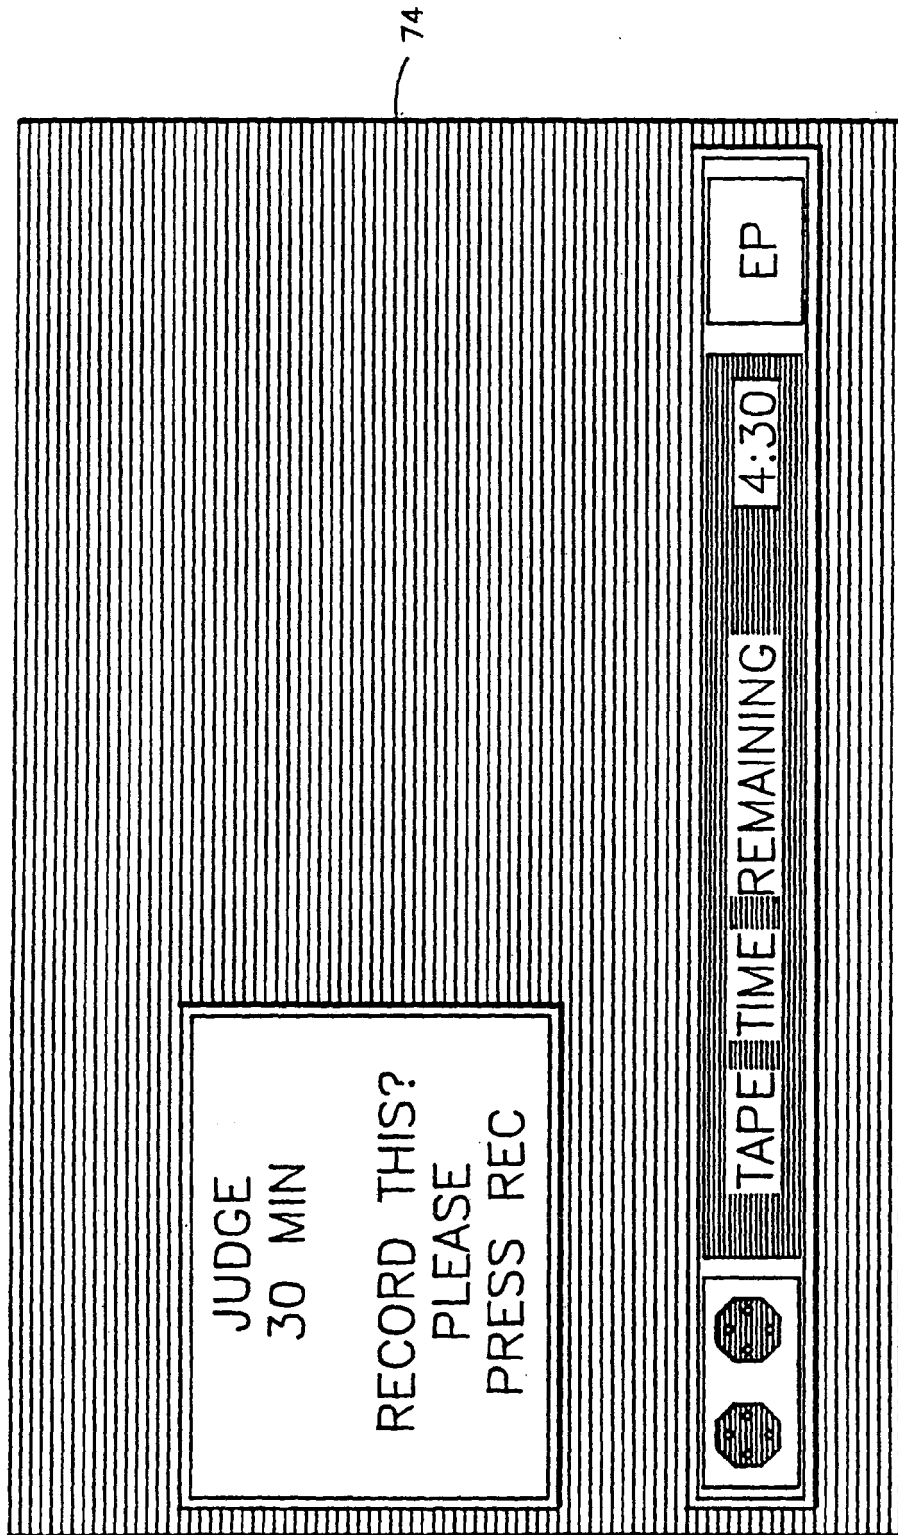 74
JUDGE
30 MIN
RECORD THIS?
PLEASE
PRESS REC
TAPE TIME REMAINING 4:30 EP